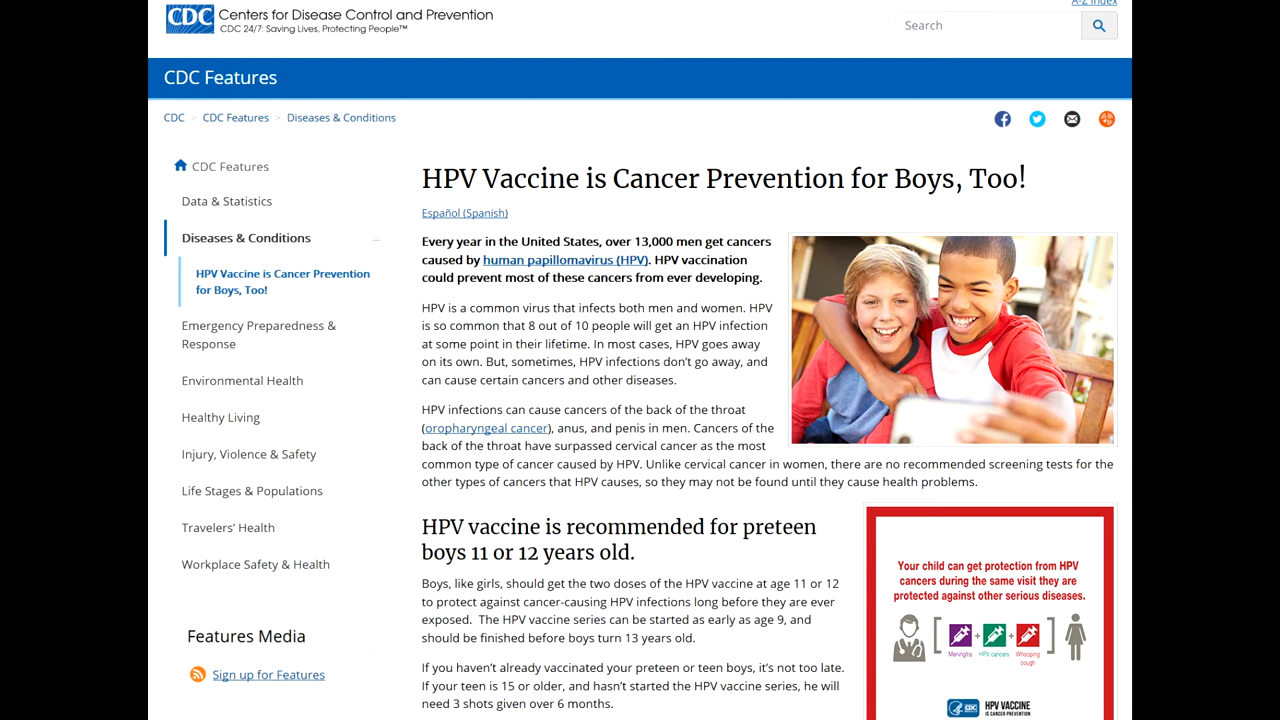 A-Z Index
CDC
Centers for Disease Control and Prevention
CDC 24/7: Saving Lives, Protecting People™
Search
CDC Features
CDC > CDC Features > Diseases & Conditions
CDC Features
Data & Statistics
Diseases & Conditions
HPV Vaccine is Cancer Prevention
for Boys, Too!
Emergency Preparedness &
Response
Environmental Health
Healthy Living
Injury, Violence & Safety
Life Stages & Populations
Travelers’ Health
Workplace Safety & Health
Features Media
Sign up for Features
HPV Vaccine is Cancer Prevention for Boys, Too!
Español (Spanish)
Every year in the United States, over 13,000 men get cancers
caused by human papillomavirus (HPV). HPV vaccination
could prevent most of these cancers from ever developing.
HPV is a common virus that infects both men and women. HPV
is so common that 8 out of 10 people will get an HPV infection
at some point in their lifetime. In most cases, HPV goes away
on its own. But, sometimes, HPV infections don’t go away, and
can cause certain cancers and other diseases.
HPV infections can cause cancers of the back of the throat
(oropharyngeal cancer), anus, and penis in men. Cancers of the
back of the throat have surpassed cervical cancer as the most
common type of cancer caused by HPV. Unlike cervical cancer in women, there are no recommended screening tests for the
other types of cancers that HPV causes, so they may not be found until they cause health problems.
HPV vaccine is recommended for preteen
boys 11 or 12 years old.
Boys, like girls, should get the two doses of the HPV vaccine at age 11 or 12
to protect against cancer-causing HPV infections long before they are ever
exposed. The HPV vaccine series can be started as early as age 9, and
should be finished before boys turn 13 years old.
If you haven’t already vaccinated your preteen or teen boys, it’s not too late.
If your teen is 15 or older, and hasn’t started the HPV vaccine series, he will
need 3 shots given over 6 months.
Your child can get protection from HPV
cancers during the same visit they are
protected against other serious diseases.
[ + + ]
Meningitis HPV cancers Whooping
cough
CDC HPV VACCINE
IS CANCER PREVENTION